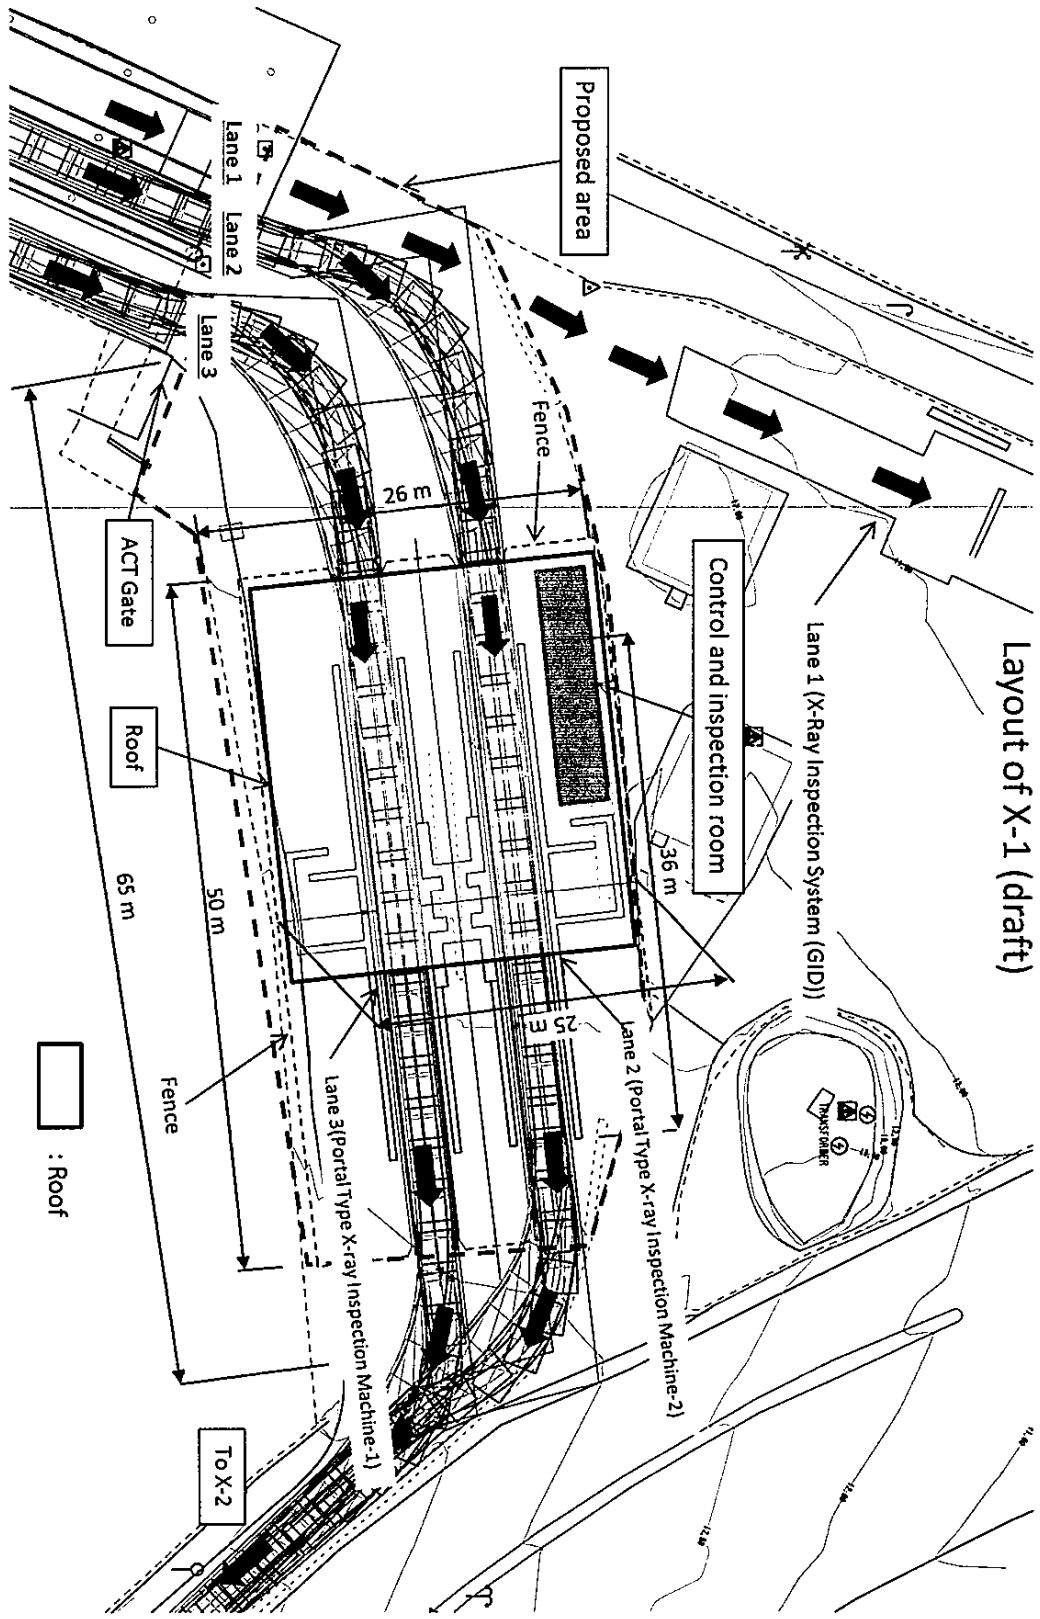 Layout of X-1 (draft)
Proposed area
Lane 1 (X-Ray Inspection System (GID))
Control and inspection room
Fence
Lane 1
Lane 2
Lane 3
26 m
36 m
25 m
TRANSFORMER
Lane 2 (Portal Type X-ray Inspection Machine-2)
Lane 3(Portal Type X-ray Inspection Machine-1)
ACT Gate
Roof
50 m
65 m
Fence
To X-2
: Roof